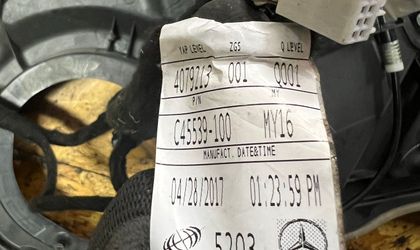 TAP LEVEL ZGS Q LEVEL
4079213 001 Q001
P/N MY
C45539-100 MY16
MANUFACT. DATE&TIME
04/28/2017 01:23:59 PM
5203